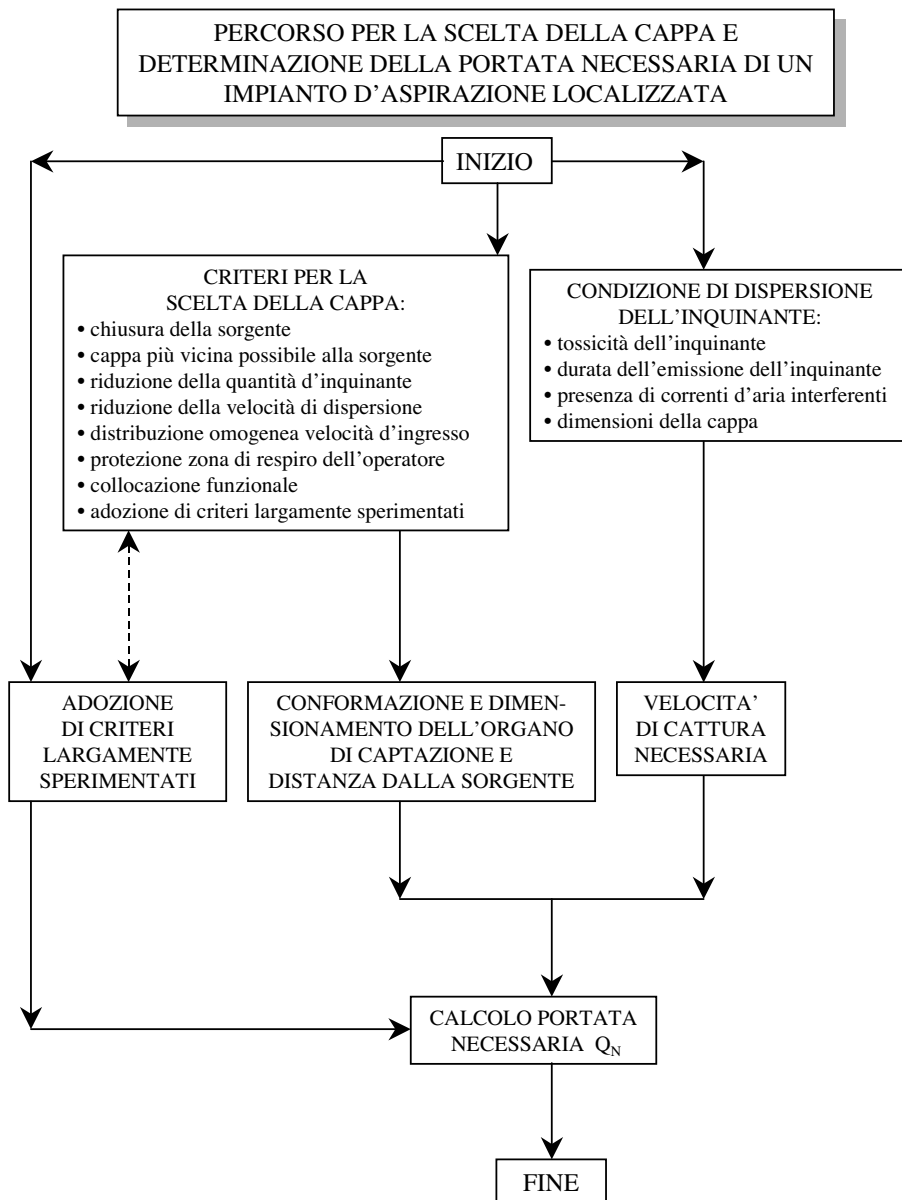 PERCORSO PER LA SCELTA DELLA CAPPA E
DETERMINAZIONE DELLA PORTATA NECESSARIA DI UN
IMPIANTO D'ASPIRAZIONE LOCALIZZATA
INIZIO
CRITERI PER LA
SCELTA DELLA CAPPA:
• chiusura della sorgente
• cappa più vicina possibile alla sorgente
• riduzione della quantità d'inquinante
• riduzione della velocità di dispersione
• distribuzione omogenea velocità d'ingresso
• protezione zona di respiro dell'operatore
• collocazione funzionale
• adozione di criteri largamente sperimentati
CONDIZIONE DI DISPERSIONE
DELL'INQUINANTE:
• tossicità dell'inquinante
• durata dell'emissione dell'inquinante
• presenza di correnti d'aria interferenti
• dimensioni della cappa
ADOZIONE
DI CRITERI
LARGAMENTE
SPERIMENTATI
CONFORMAZIONE E DIMEN-
SIONAMENTO DELL'ORGANO
DI CAPTAZIONE E
DISTANZA DALLA SORGENTE
VELOCITA'
DI CATTURA
NECESSARIA
CALCOLO PORTATA
NECESSARIA Q_N
FINE